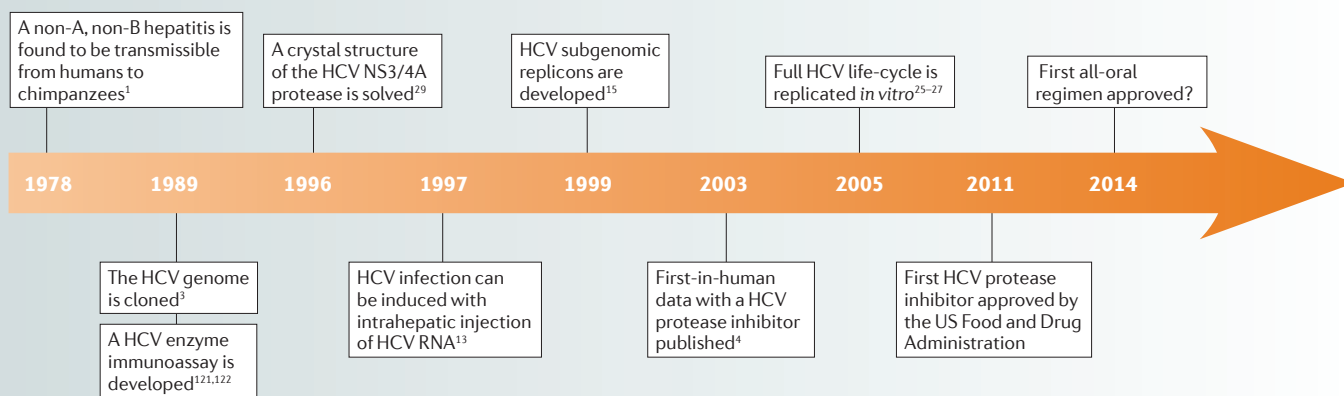 A non-A, non-B hepatitis is
found to be transmissible
from humans to
chimpanzees¹
A crystal structure
of the HCV NS3/4A
protease is solved²⁹
HCV subgenomic
replicons are
developed¹⁵
Full HCV life-cycle is
replicated in vitro²⁵⁻²⁷
First all-oral
regimen approved?
1978 1989 1996 1997 1999 2003 2005 2011 2014
The HCV genome
is cloned³
A HCV enzyme
immunoassay is
developed¹²¹,¹²²
HCV infection can
be induced with
intrahepatic injection
of HCV RNA¹³
First-in-human
data with a HCV
protease inhibitor
published⁴
First HCV protease
inhibitor approved by
the US Food and Drug
Administration